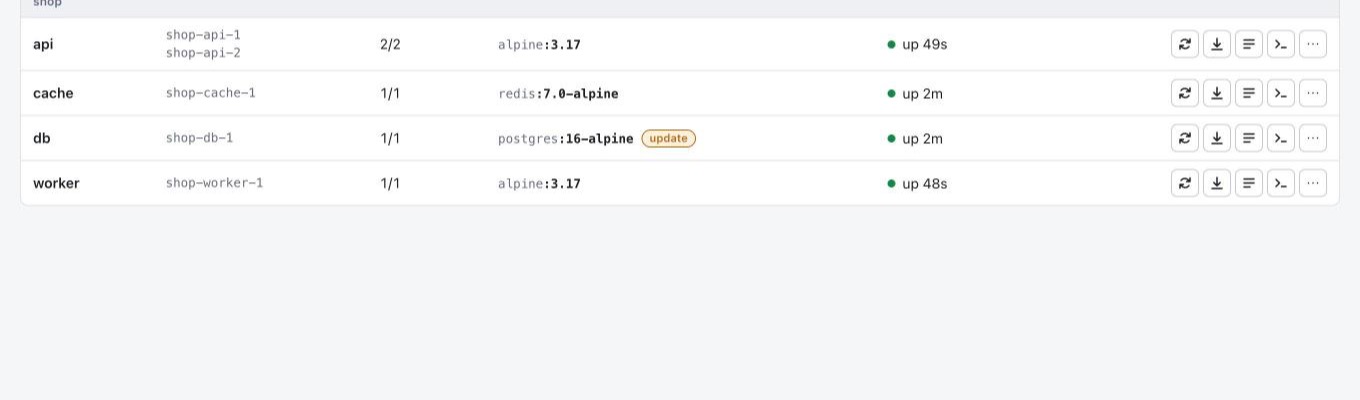 shop
api shop-api-1 2/2 alpine:3.17 up 49s
shop-api-2
cache shop-cache-1 1/1 redis:7.0-alpine up 2m
db shop-db-1 1/1 postgres:16-alpine update up 2m
worker shop-worker-1 1/1 alpine:3.17 up 48s